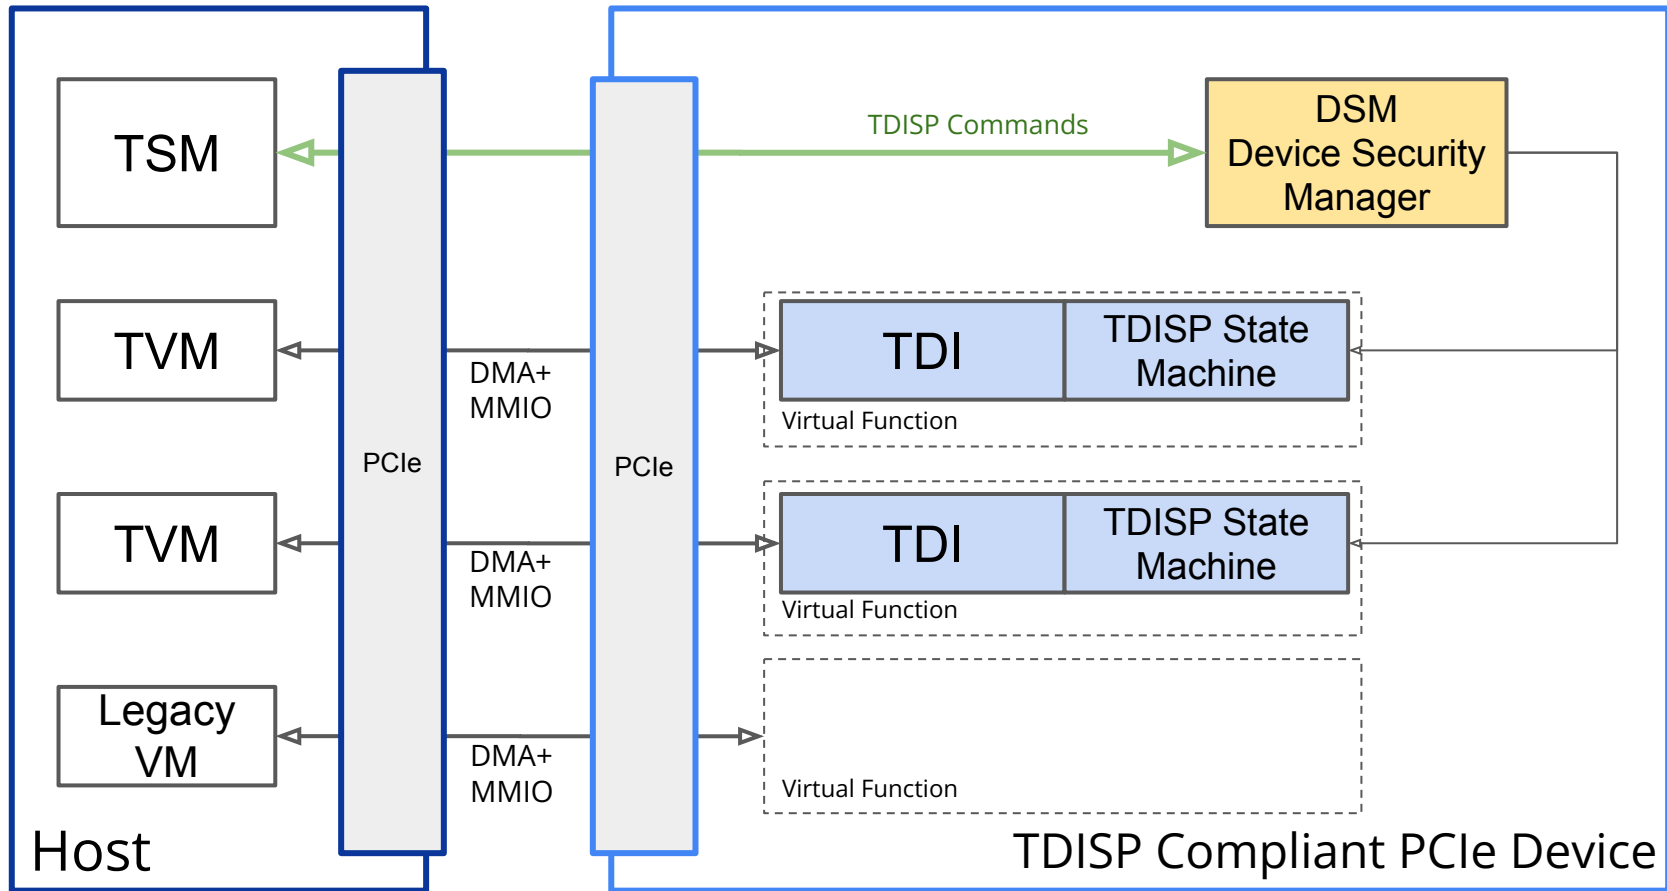 TSM
TDISP Commands
DSM
Device Security
Manager
TVM
DMA+
MMIO
TDI
TDISP State
Machine
Virtual Function
PCIe
PCIe
TVM
DMA+
MMIO
TDI
TDISP State
Machine
Virtual Function
Legacy
VM
DMA+
MMIO
Virtual Function
Host
TDISP Compliant PCIe Device